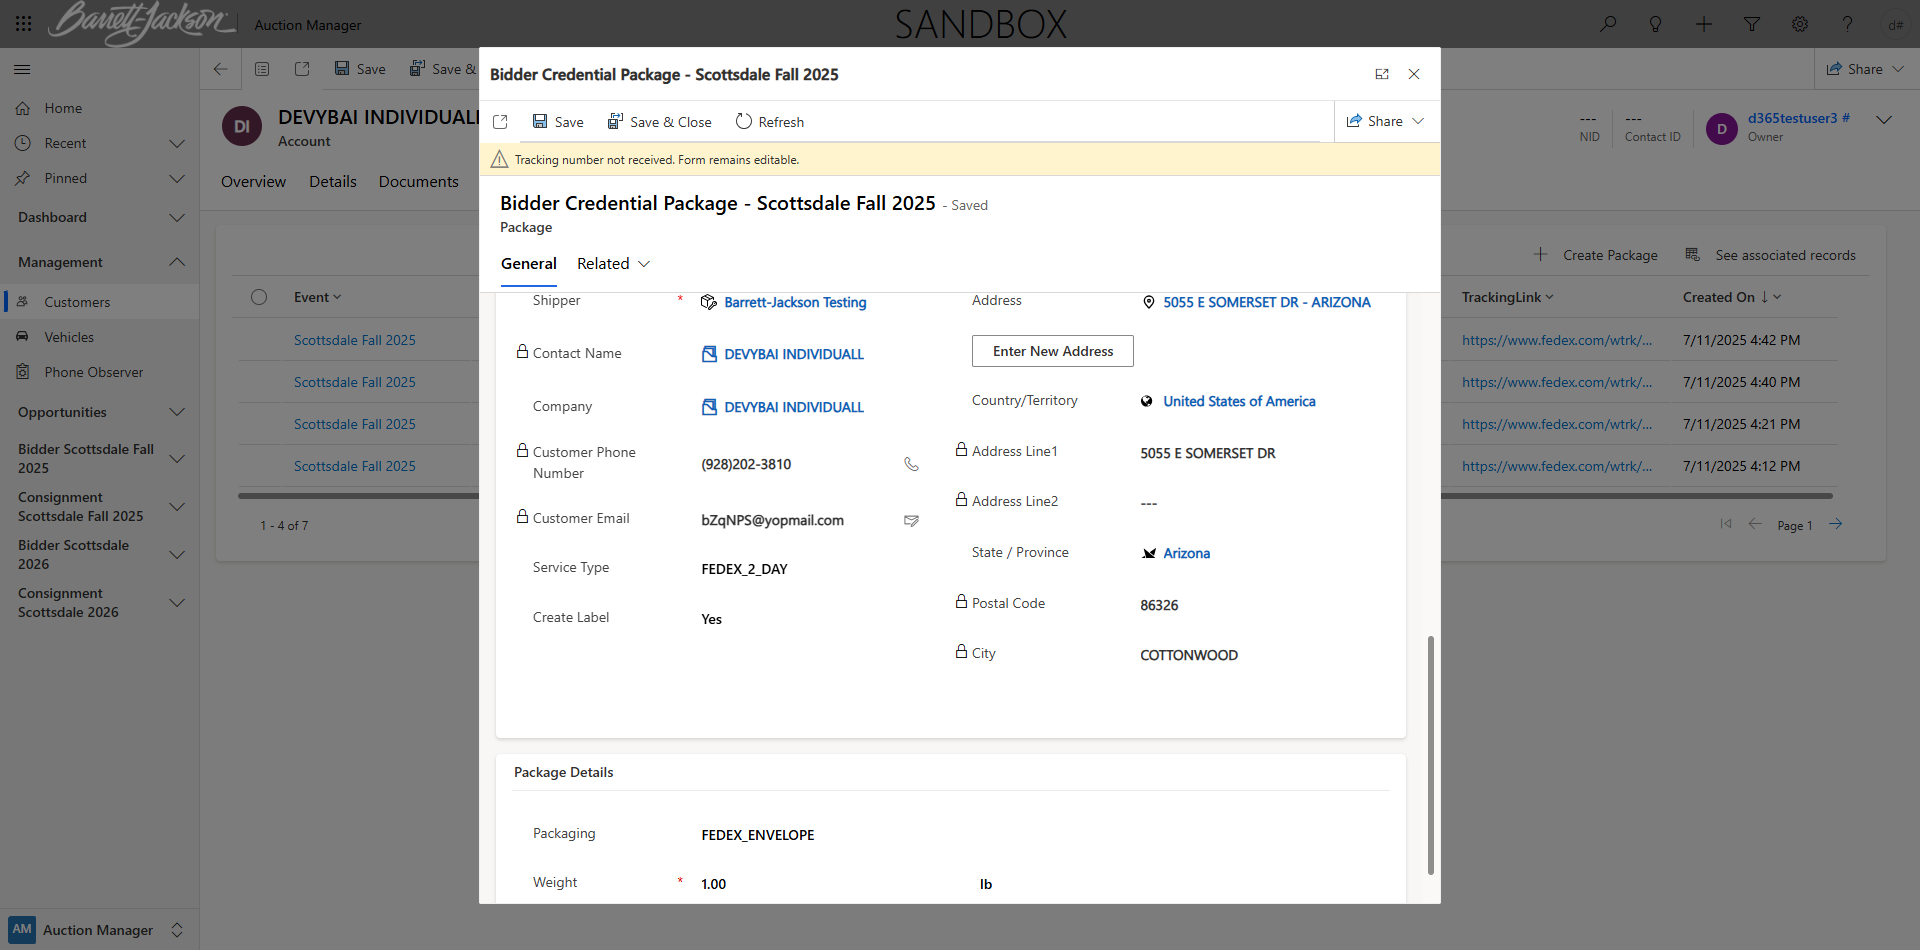 Barrett-Jackson
Auction Manager
SANDBOX
d#
Save
Save &
Share
Home
Recent
Pinned
Dashboard
Management
Customers
Vehicles
Phone Observer
Opportunities
Bidder Scottsdale Fall
2025
Consignment
Scottsdale Fall 2025
Bidder Scottsdale
2026
Consignment
Scottsdale 2026
AM Auction Manager
DI
DEVYBAI INDIVIDUALL
Account
Overview Details Documents
--- NID
--- Contact ID
D
d365testuser3 #
Owner
Create Package
See associated records
Event
Scottsdale Fall 2025
Scottsdale Fall 2025
Scottsdale Fall 2025
Scottsdale Fall 2025
1 - 4 of 7
TrackingLink Created On
https://www.fedex.com/wtrk/... 7/11/2025 4:42 PM
https://www.fedex.com/wtrk/... 7/11/2025 4:40 PM
https://www.fedex.com/wtrk/... 7/11/2025 4:21 PM
https://www.fedex.com/wtrk/... 7/11/2025 4:12 PM
Page 1
Bidder Credential Package - Scottsdale Fall 2025
Save Save & Close Refresh
Share
Tracking number not received. Form remains editable.
Bidder Credential Package - Scottsdale Fall 2025 - Saved
Package
General Related
Shipper * Barrett-Jackson Testing
Contact Name DEVYBAI INDIVIDUALL
Company DEVYBAI INDIVIDUALL
Customer Phone
Number
(928)202-3810
Customer Email bZqNPS@yopmail.com
Service Type FEDEX_2_DAY
Create Label Yes
Address 5055 E SOMERSET DR - ARIZONA
Enter New Address
Country/Territory United States of America
Address Line1 5055 E SOMERSET DR
Address Line2 ---
State / Province Arizona
Postal Code 86326
City COTTONWOOD
Package Details
Packaging FEDEX_ENVELOPE
Weight * 1.00 lb